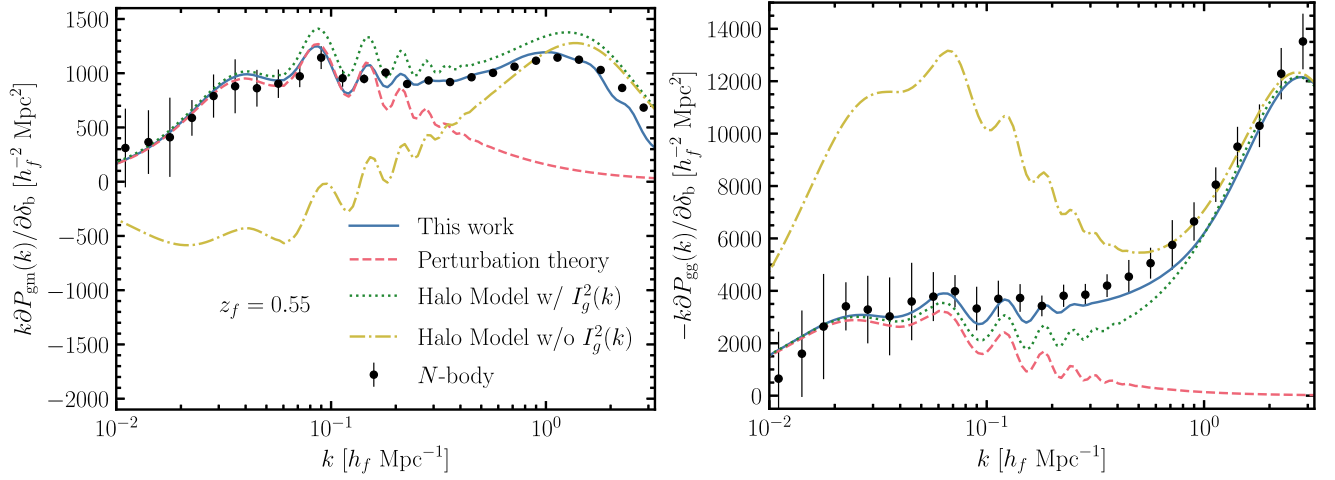 1500
1000
500
0
−500
−1000
−1500
−2000
k∂P_gm(k)/∂δ_b [h_f^−2 Mpc^2]
This work
Perturbation theory
Halo Model w/ I_g^2(k)
Halo Model w/o I_g^2(k)
N-body
z_f = 0.55
10^−2
10^−1
10^0
k [h_f Mpc^−1]
14000
12000
10000
8000
6000
4000
2000
0
−k∂P_gg(k)/∂δ_b [h_f^−2 Mpc^2]
10^−2
10^−1
10^0
k [h_f Mpc^−1]